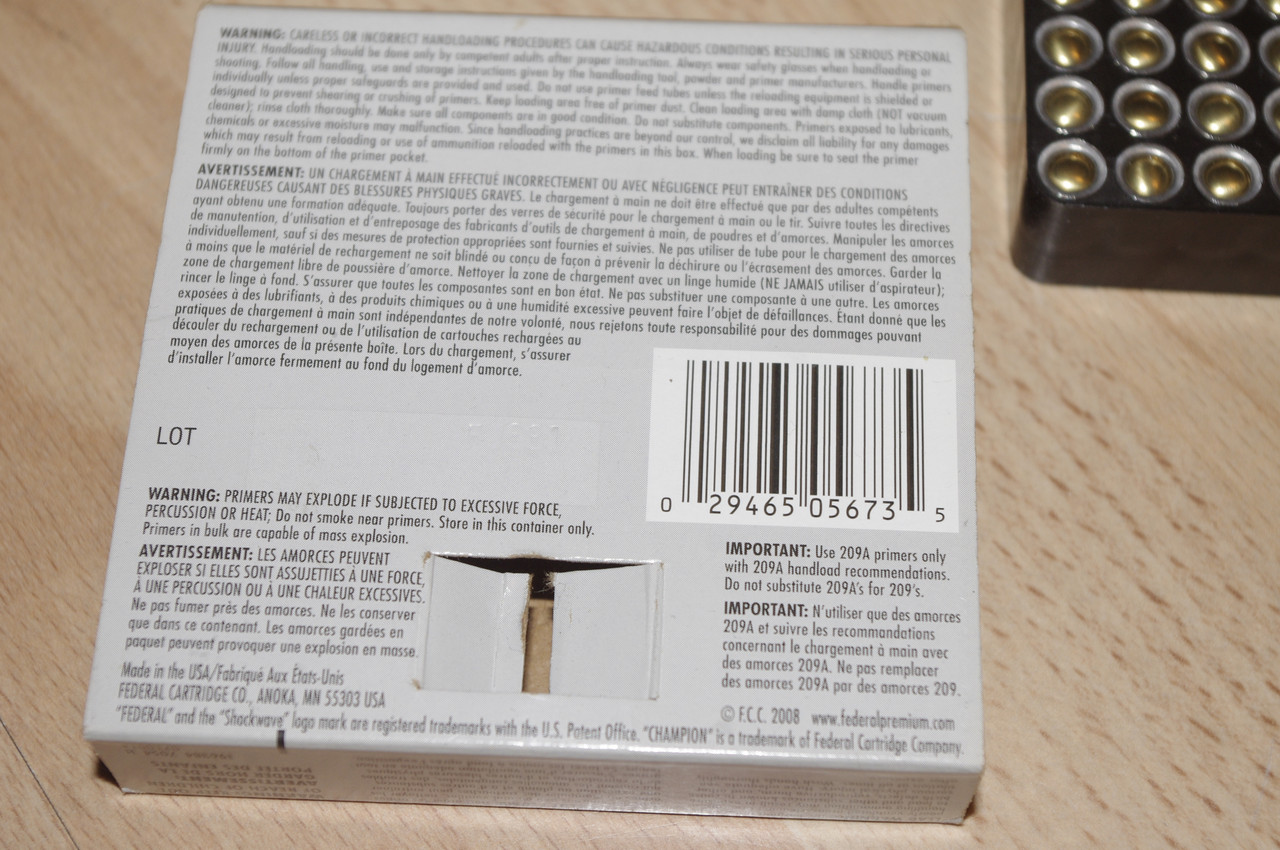 WARNING: CARELESS OR INCORRECT HANDLOADING PROCEDURES CAN CAUSE HAZARDOUS CONDITIONS RESULTING IN SERIOUS PERSONAL
INJURY. Handloading should be done only by competent adults after proper instruction. Always wear safety glasses when handloading or
shooting. Follow all handling, use and storage instructions given by the handloading tool, powder and primer manufacturers. Handle primers
individually unless proper safeguards are provided and used. Do not use primer feed tubes unless the reloading equipment is shielded or
designed to prevent shearing or crushing of primers. Keep loading area free of primer dust. Clean loading area with damp cloth (NOT vacuum
cleaner); rinse cloth thoroughly. Make sure all components are in good condition. Do not substitute components. Primers exposed to lubricants,
chemicals or excessive moisture may malfunction. Since handloading practices are beyond our control, we disclaim all liability for any damages
which may result from reloading or use of ammunition reloaded with the primers in this box. When loading be sure to seat the primer
firmly on the bottom of the primer pocket.
AVERTISSEMENT: UN CHARGEMENT À MAIN EFFECTUÉ INCORRECTEMENT OU AVEC NÉGLIGENCE PEUT ENTRAÎNER DES CONDITIONS
DANGEREUSES CAUSANT DES BLESSURES PHYSIQUES GRAVES. Le chargement à main ne doit être effectué que par des adultes compétents
ayant obtenu une formation adéquate. Toujours porter des verres de sécurité pour le chargement à main ou le tir. Suivre toutes les directives
de manutention, d'utilisation et d'entreposage des fabricants d'outils de chargement à main, de poudres et d'amorces. Manipuler les amorces
individuellement, sauf si des mesures de protection appropriées sont fournies et suivies. Ne pas utiliser de tube pour le chargement des amorces
à moins que le matériel de rechargement ne soit blindé ou conçu de façon à prévenir la déchirure ou l'écrasement des amorces. Garder la
zone de chargement libre de poussière d'amorce. Nettoyer la zone de chargement avec un linge humide (NE JAMAIS utiliser d'aspirateur);
rincer le linge à fond. S'assurer que toutes les composantes sont en bon état. Ne pas substituer une composante à une autre. Les amorces
exposées à des lubrifiants, à des produits chimiques ou à une humidité excessive peuvent faire l'objet de défaillances. Étant donné que les
pratiques de chargement à main sont indépendantes de notre volonté, nous rejetons toute responsabilité pour des dommages pouvant
découler du rechargement ou de l'utilisation de cartouches rechargées au
moyen des amorces de la présente boîte. Lors du chargement, s'assurer
d'installer l'amorce fermement au fond du logement d'amorce.
LOT
0 29465 05673 5
WARNING: PRIMERS MAY EXPLODE IF SUBJECTED TO EXCESSIVE FORCE,
PERCUSSION OR HEAT; Do not smoke near primers. Store in this container only.
Primers in bulk are capable of mass explosion.
AVERTISSEMENT: LES AMORCES PEUVENT
EXPLOSER SI ELLES SONT ASSUJETTIES À UNE FORCE,
À UNE PERCUSSION OU À UNE CHALEUR EXCESSIVES.
Ne pas fumer près des amorces. Ne les conserver
que dans ce contenant. Les amorces gardées en
paquet peuvent provoquer une explosion en masse.
IMPORTANT: Use 209A primers only
with 209A handload recommendations.
Do not substitute 209A's for 209's.
IMPORTANT: N'utiliser que des amorces
209A et suivre les recommandations
concernant le chargement à main avec
des amorces 209A. Ne pas remplacer
des amorces 209A par des amorces 209.
Made in the USA/Fabriqué Aux États-Unis
FEDERAL CARTRIDGE CO., ANOKA, MN 55303 USA
© F.C.C. 2008 www.federalpremium.com
"FEDERAL" and the "Shockwave" logo mark are registered trademarks with the U.S. Patent Office. "CHAMPION" is a trademark of Federal Cartridge Company.